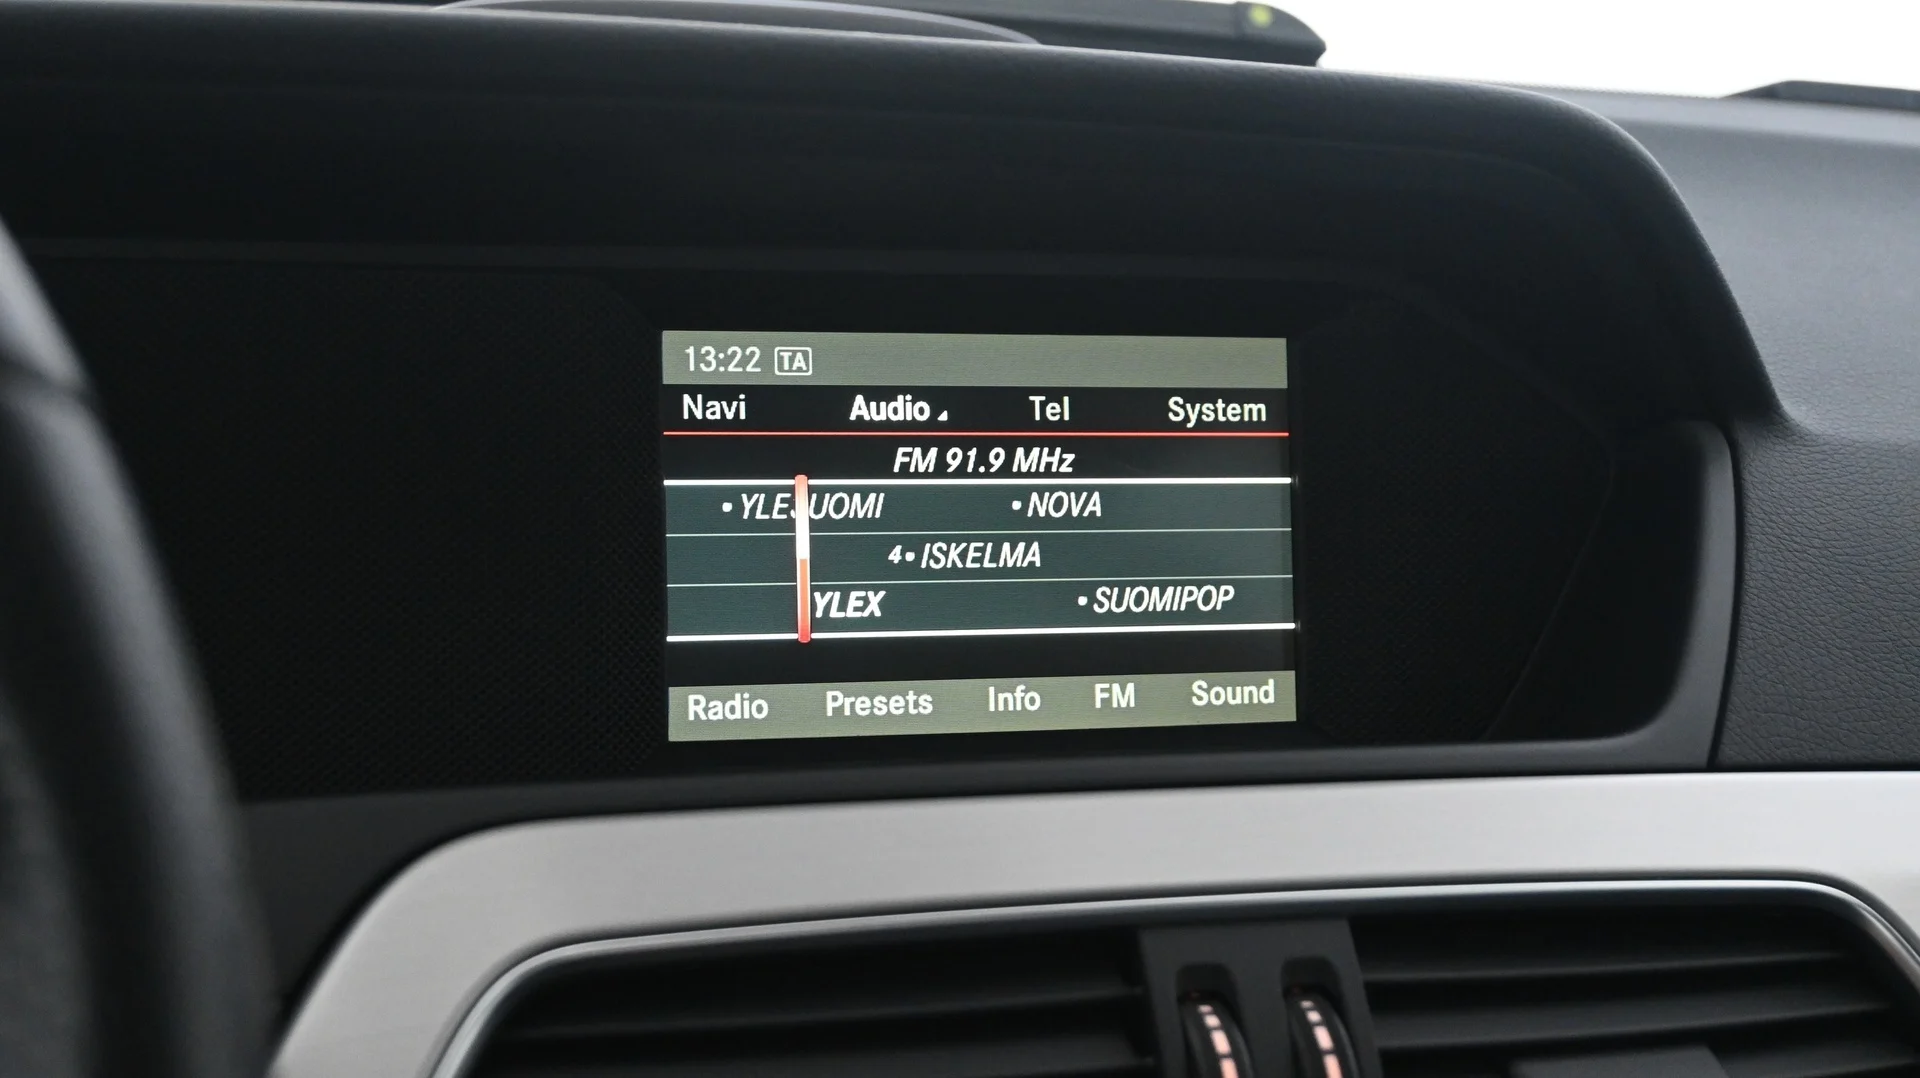 13:22 TA
Navi Audio Tel System
FM 91.9 MHz
• YLE UOMI • NOVA
4• ISKELMA
YLEX • SUOMIPOP
Radio Presets Info FM Sound